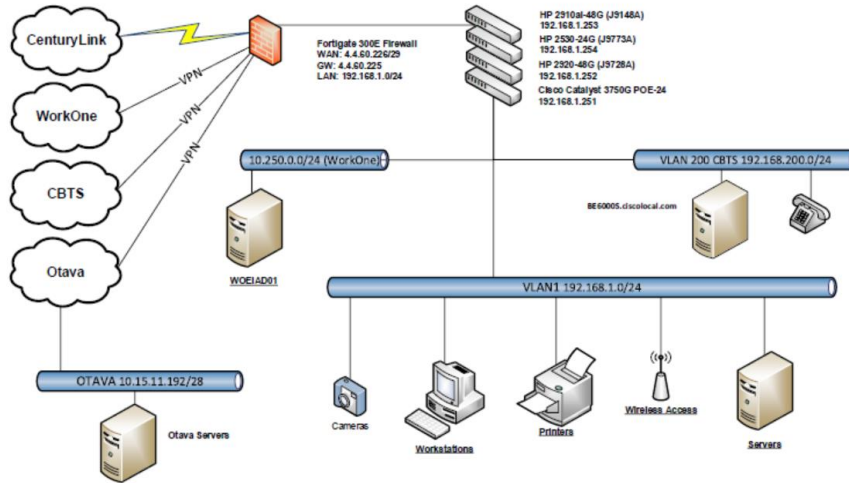 CenturyLink
WorkOne
CBTS
Otava
VPN
VPN
VPN
Fortigate 300E Firewall
WAN: 4.4.60.226/29
GW: 4.4.60.225
LAN: 192.168.1.0/24
HP 2910al-48G (J9148A)
192.168.1.253
HP 2530-24G (J9773A)
192.168.1.254
HP 2920-48G (J9728A)
192.168.1.252
Cisco Catalyst 3750G POE-24
192.168.1.251
10.250.0.0/24 (WorkOne)
WOEIAD01
VLAN 200 CBTS 192.168.200.0/24
BE6000S.ciscolocal.com
VLAN1 192.168.1.0/24
Cameras
Workstations
Printers
Wireless Access
Servers
OTAVA 10.15.11.192/28
Otava Servers